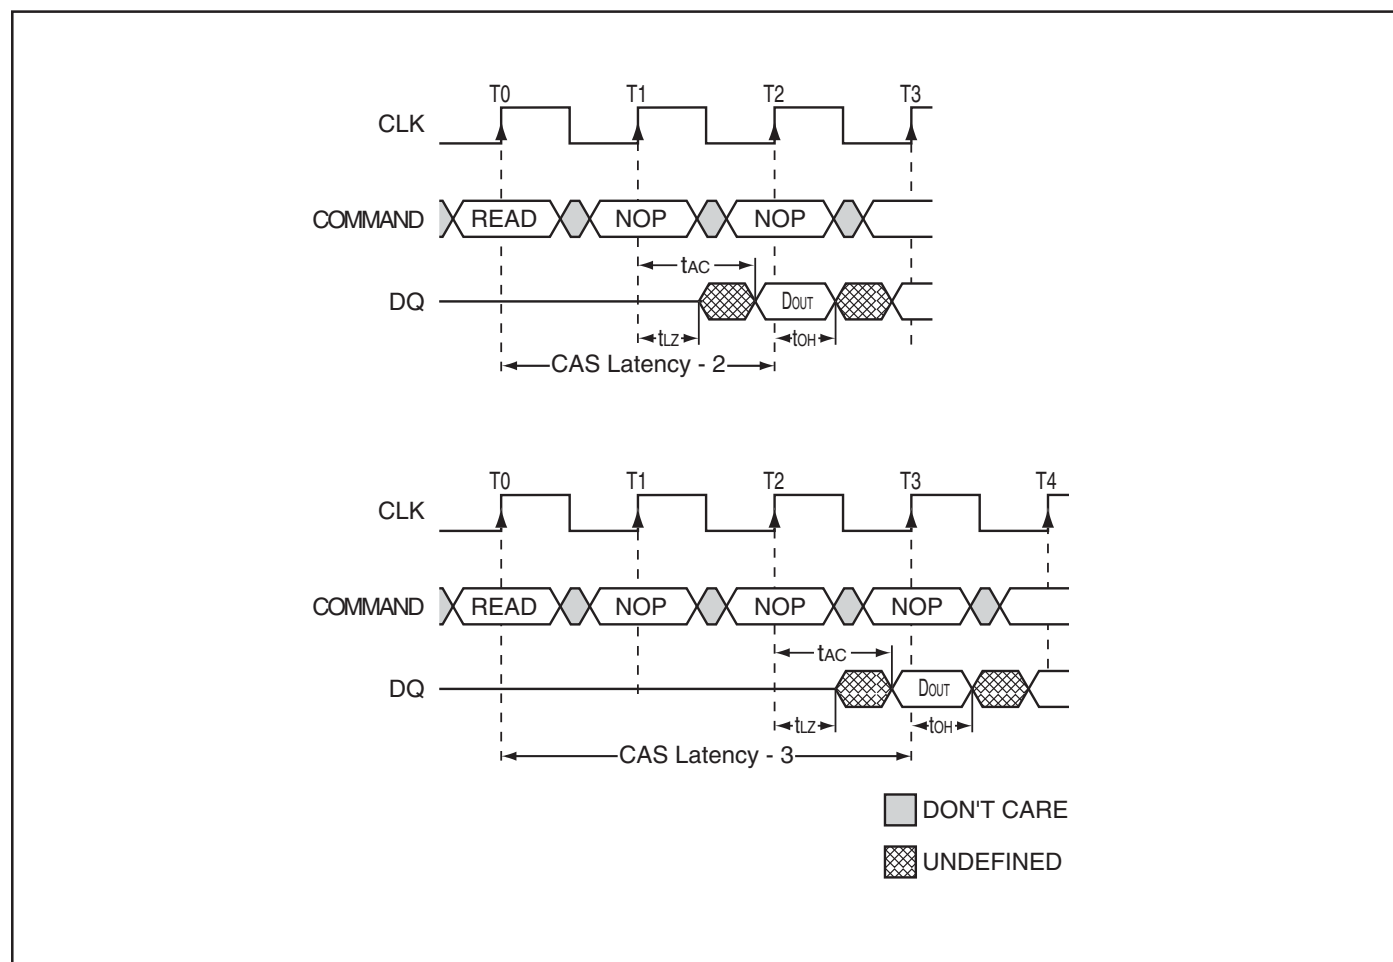 T0 T1 T2 T3
CLK
COMMAND READ NOP NOP
tAC
DQ DOUT
tLZ tOH
CAS Latency - 2
T0 T1 T2 T3 T4
CLK
COMMAND READ NOP NOP NOP
tAC
DQ DOUT
tLZ tOH
CAS Latency - 3
DON'T CARE
UNDEFINED